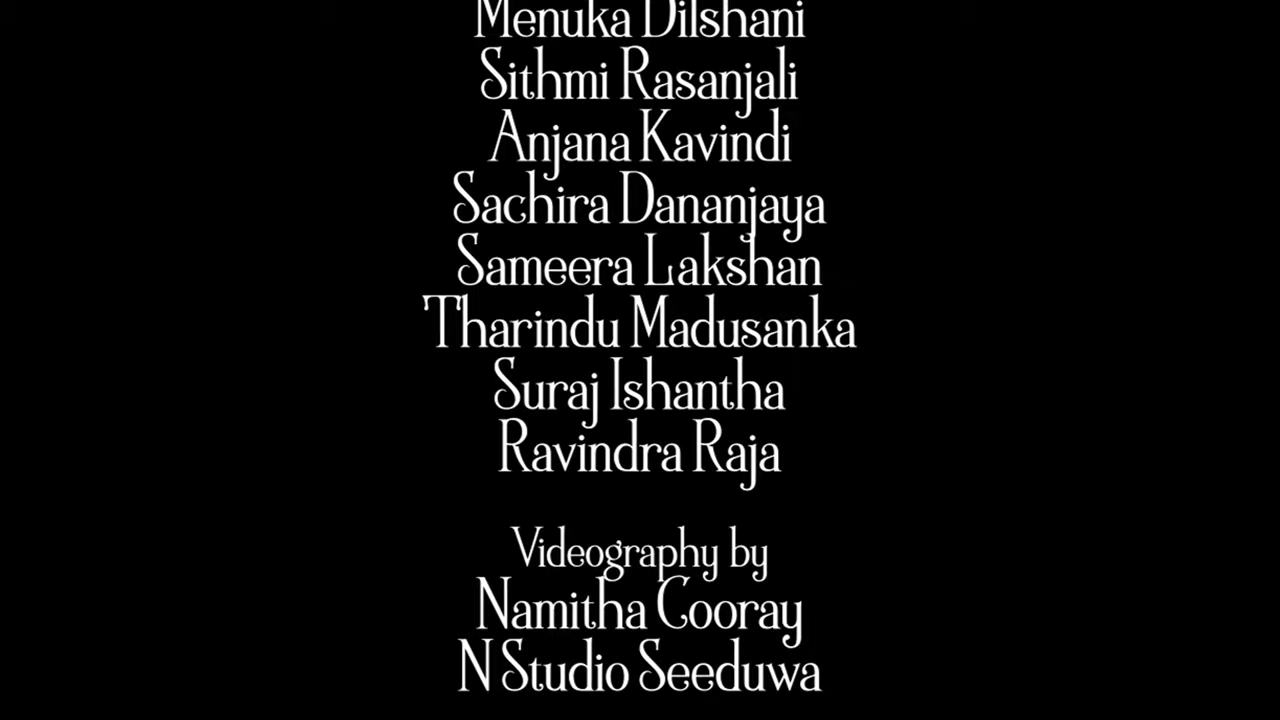 Menuka Dilshani
Sithmi Rasanjali
Anjana Kavindi
Sachira Dananjaya
Sameera Lakshan
Tharindu Madusanka
Suraj Ishantha
Ravindra Raja
Videography by
Namitha Cooray
N Studio Seeduwa